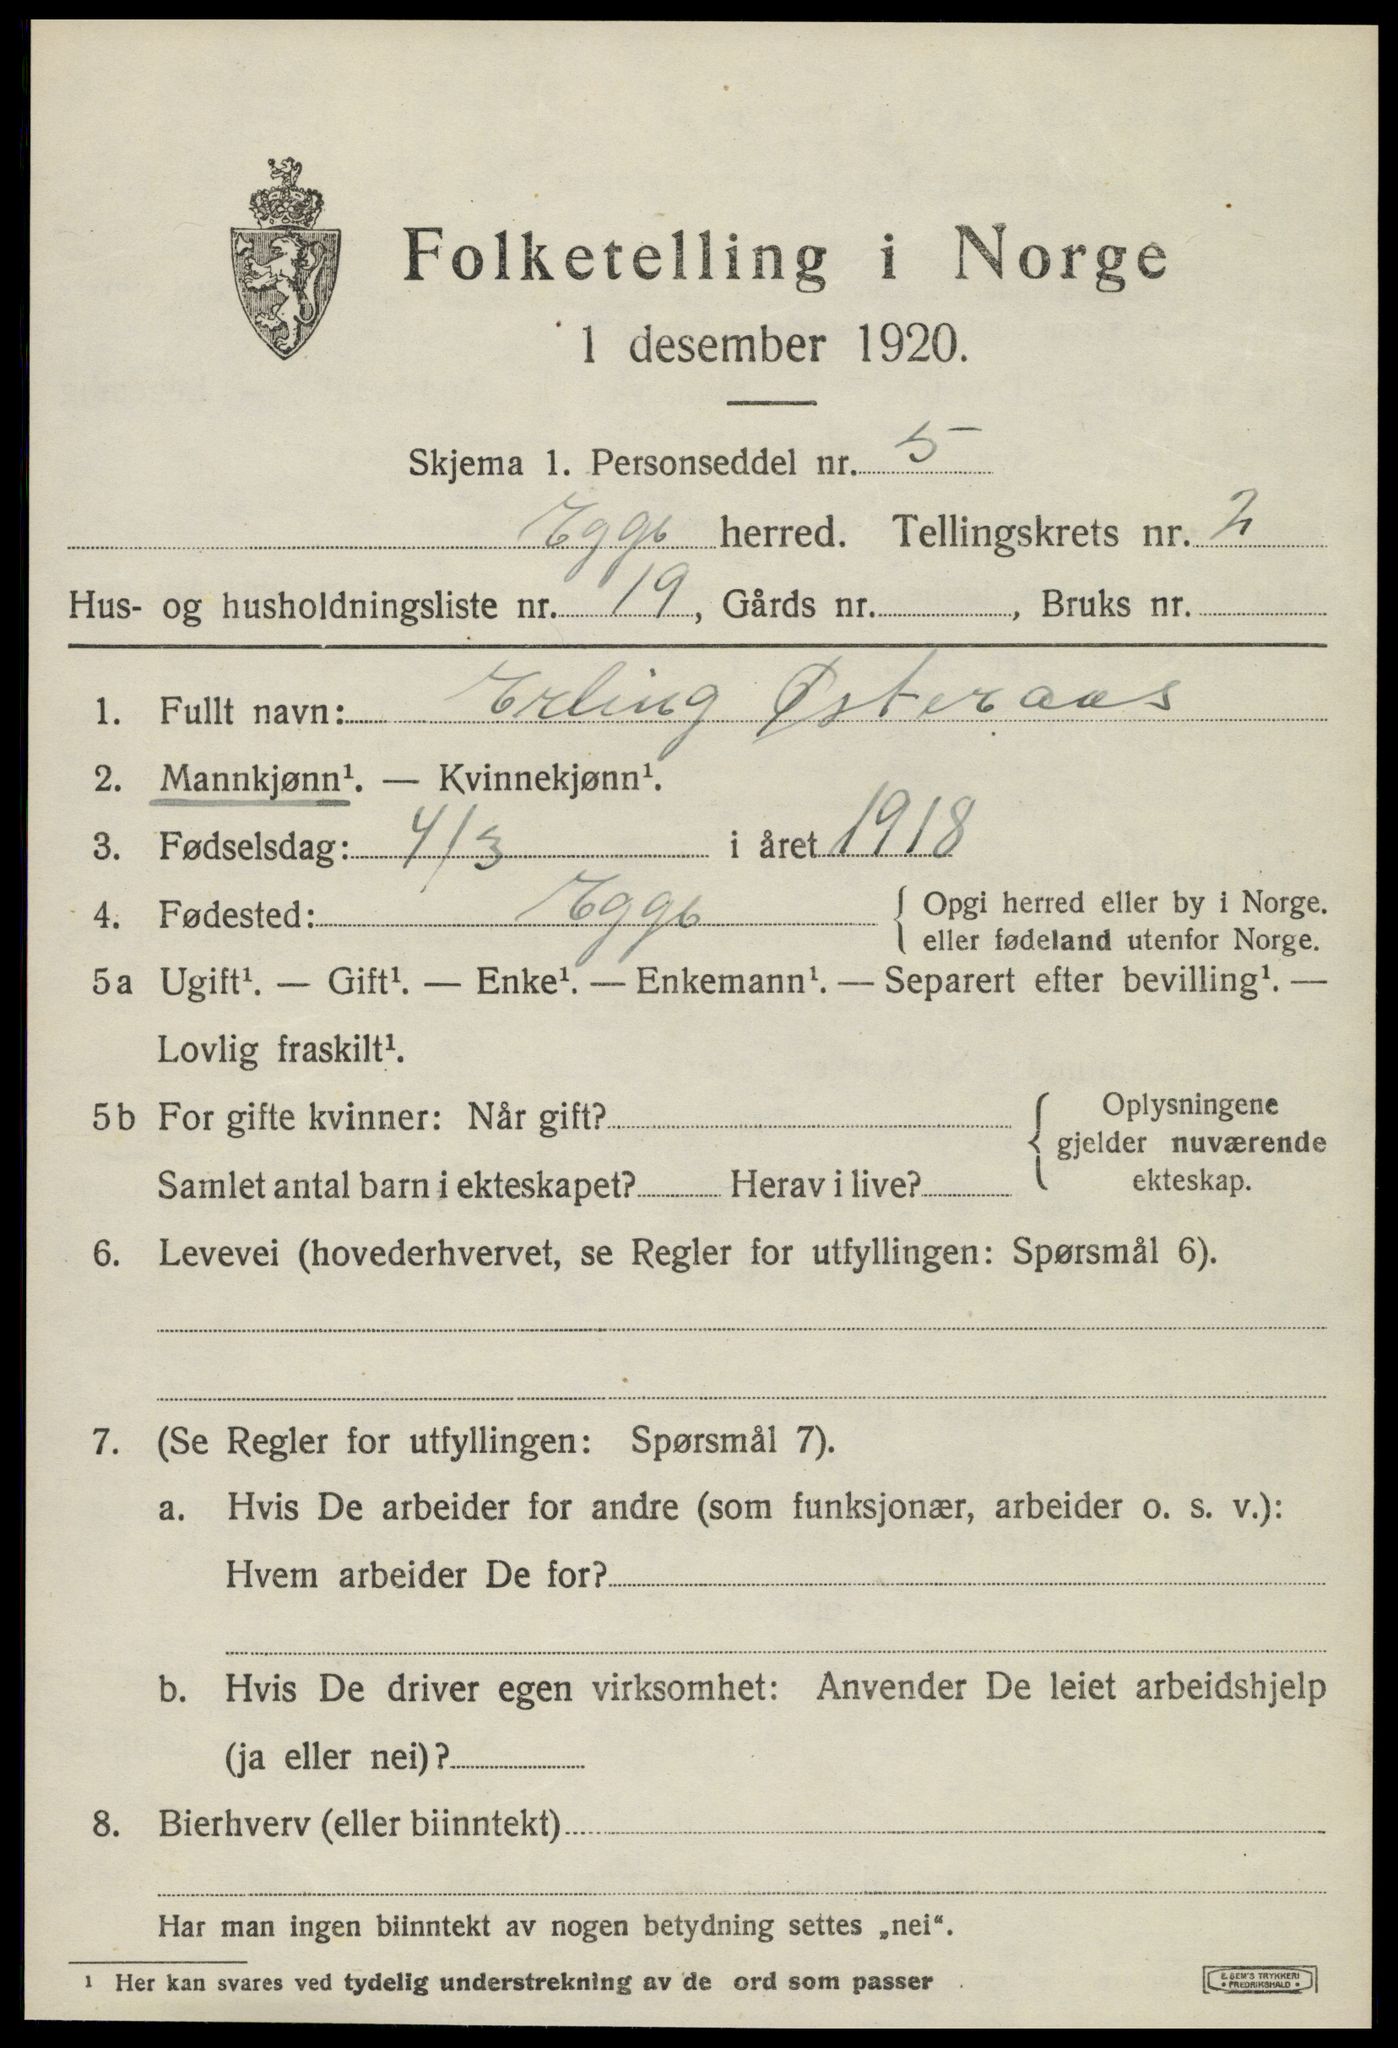 Folketelling i Norge
1 desember 1920.
Skjema 1. Personseddel nr. 5
Egge herred. Tellingskrets nr. 2
Hus- og husholdningsliste nr. 19, Gårds nr. , Bruks nr.
1. Fullt navn: Erling Østeraas
2. Mannkjønn¹. — Kvinnekjønn¹.
3. Fødselsdag: 4/3 i året 1918
4. Fødested: Egge { Opgi herred eller by i Norge.
eller fødeland utenfor Norge.
5a Ugift¹. — Gift¹. — Enke¹. — Enkemann¹. — Separert efter bevilling¹. —
Lovlig fraskilt¹.
5b For gifte kvinner: Når gift? { Oplysningene
gjelder nuværende
Samlet antal barn i ekteskapet? Herav i live? ekteskap.
6. Levevei (hovederhvervet, se Regler for utfyllingen: Spørsmål 6).
7. (Se Regler for utfyllingen: Spørsmål 7).
a. Hvis De arbeider for andre (som funksjonær, arbeider o. s. v.):
Hvem arbeider De for?
b. Hvis De driver egen virksomhet: Anvender De leiet arbeidshjelp
(ja eller nei)?
8. Bierhverv (eller biinntekt)
Har man ingen biinntekt av nogen betydning settes „nei“.
¹ Her kan svares ved tydelig understrekning av de ord som passer
E. SEM'S TRYKKERI
• FREDRIKSHALD •